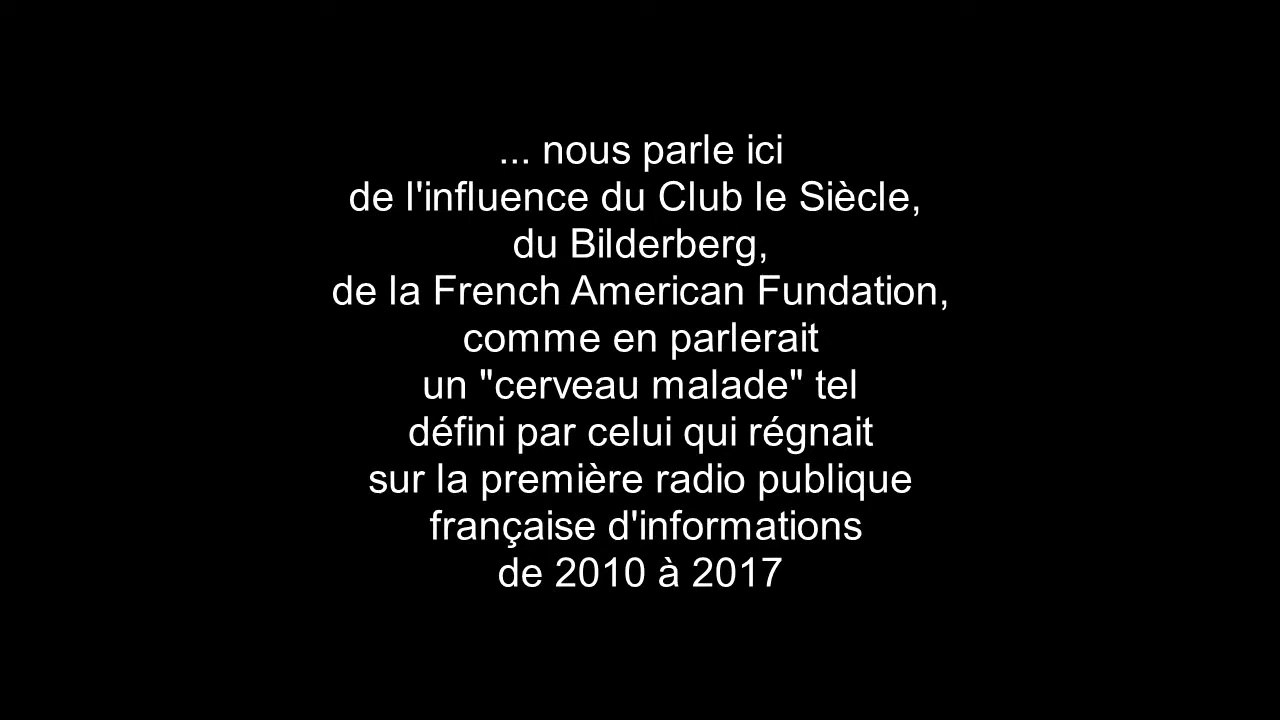 ... nous parle ici
de l'influence du Club le Siècle,
du Bilderberg,
de la French American Fundation,
comme en parlerait
un "cerveau malade" tel
défini par celui qui régnait
sur la première radio publique
française d'informations
de 2010 à 2017